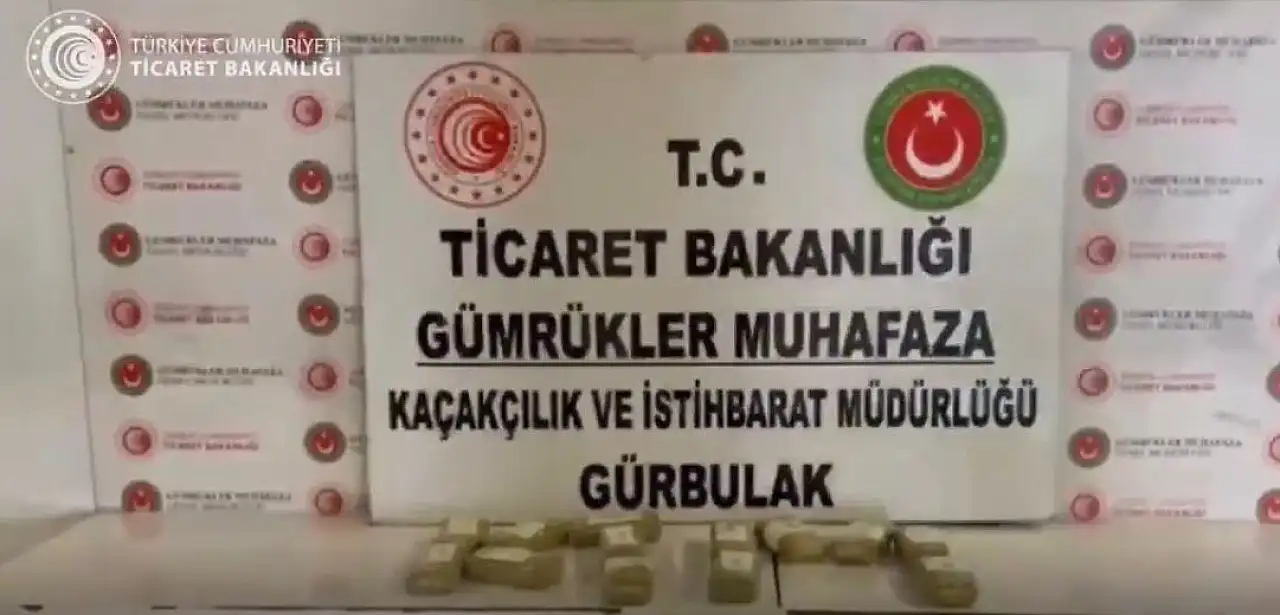 TÜRKİYE CUMHURİYETİ
TİCARET BAKANLIĞI
T.C.
TİCARET BAKANLIĞI
GÜMRÜKLER MUHAFAZA
KAÇAKÇILIK VE İSTİHBARAT MÜDÜRLÜĞÜ
GÜRBULAK